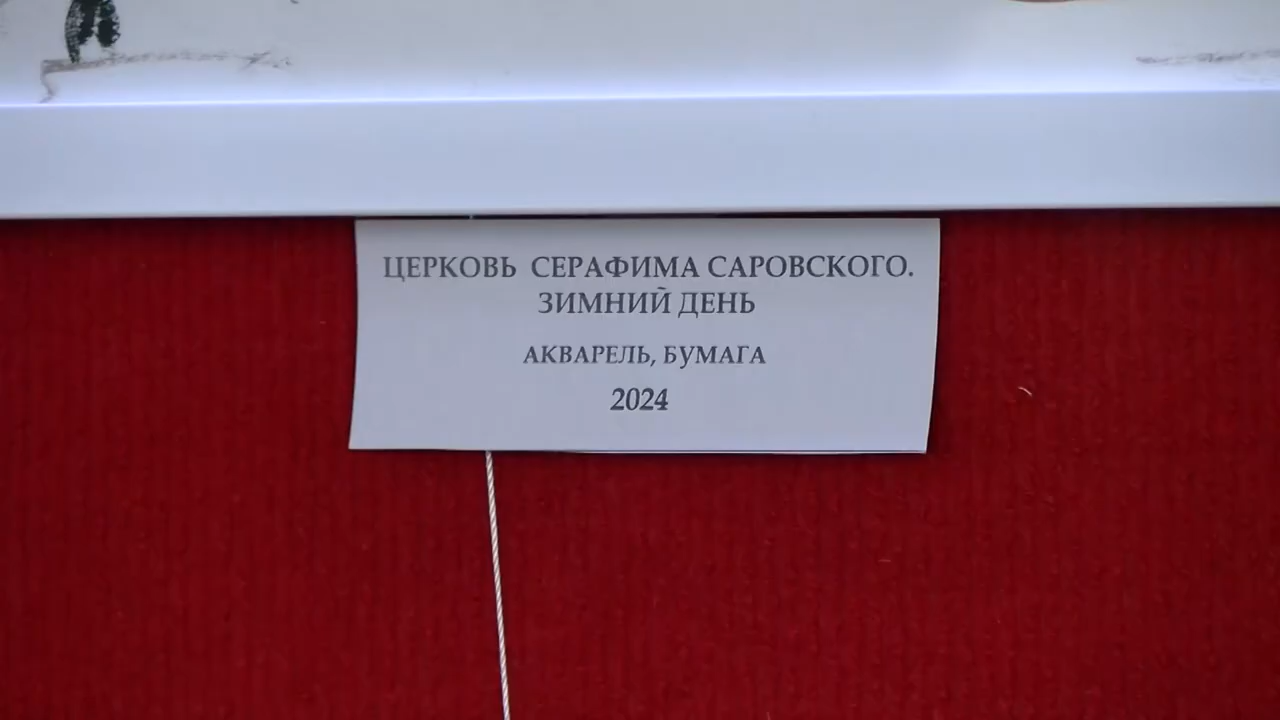 ЦЕРКОВЬ СЕРАФИМА САРОВСКОГО.
ЗИМНИЙ ДЕНЬ
АКВАРЕЛЬ, БУМАГА
2024